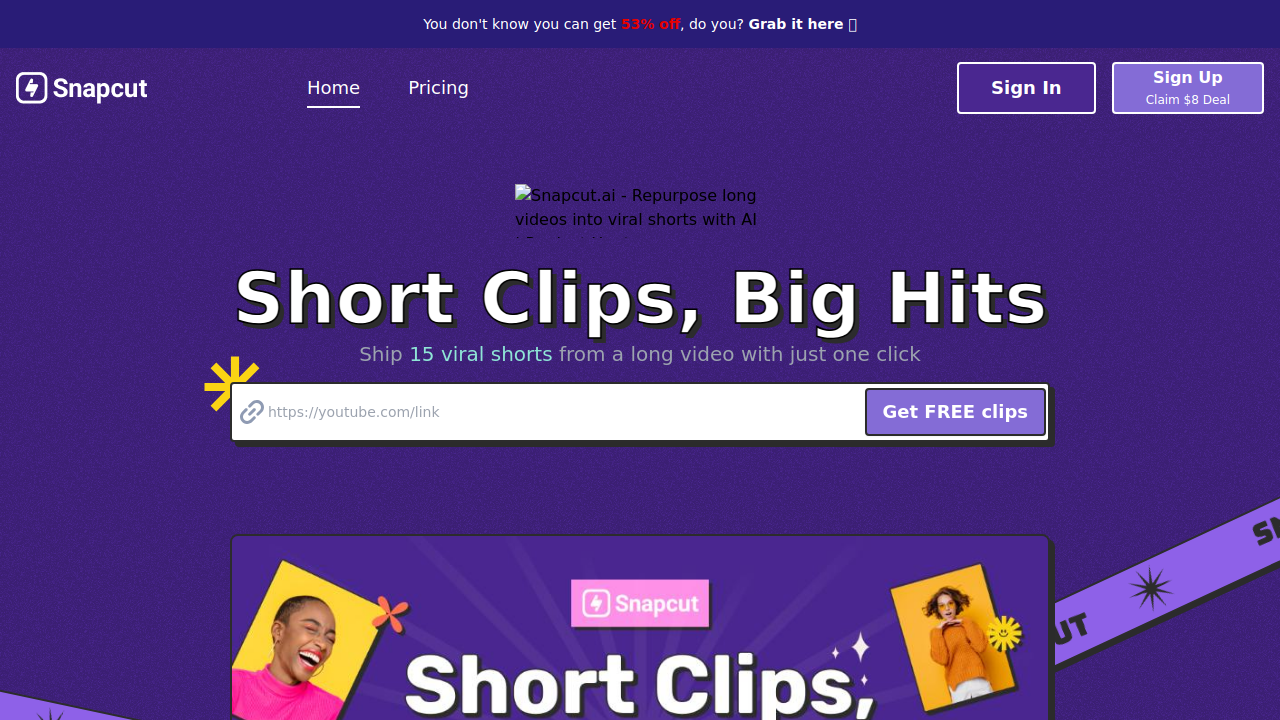 You don't know you can get 53% off, do you? Grab it here
Snapcut
Home
Pricing
Sign In
Sign Up
Claim $8 Deal
Snapcut.ai - Repurpose long
videos into viral shorts with AI
Short Clips, Big Hits
Ship 15 viral shorts from a long video with just one click
https://youtube.com/link
Get FREE clips
Snapcut
Short Clips,